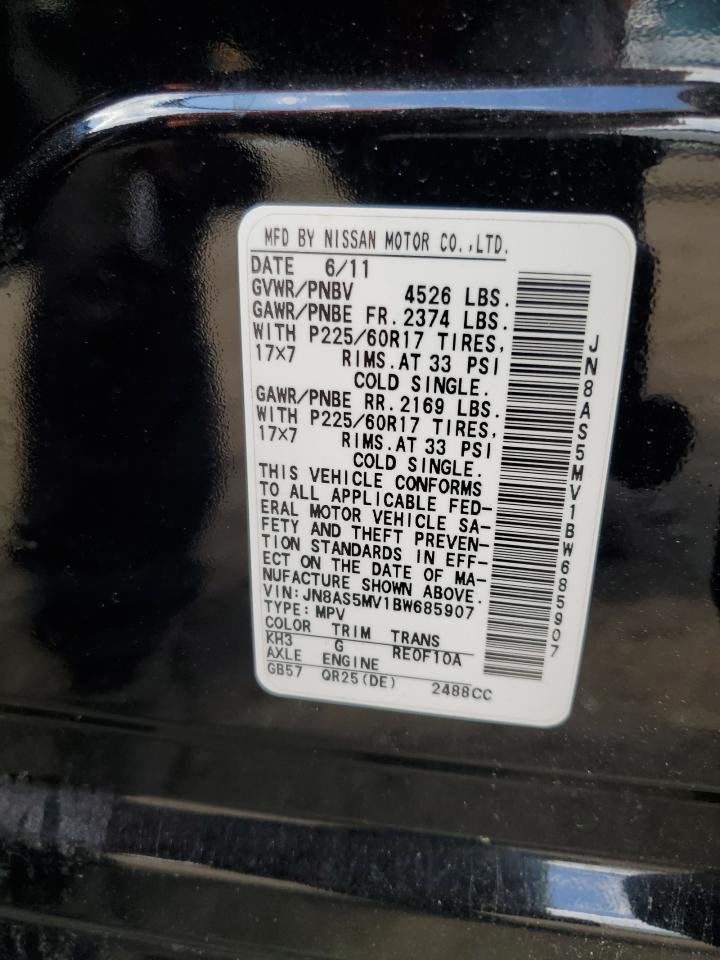 MFD BY NISSAN MOTOR CO.,LTD.
DATE 6/11
GVWR/PNBV 4526 LBS.
GAWR/PNBE FR. 2374 LBS.
WITH P225/60R17 TIRES,
17×7 RIMS. AT 33 PSI
COLD SINGLE.
GAWR/PNBE RR. 2169 LBS.
WITH P225/60R17 TIRES,
17×7 RIMS. AT 33 PSI
COLD SINGLE.
THIS VEHICLE CONFORMS
TO ALL APPLICABLE FED-
ERAL MOTOR VEHICLE SA-
FETY AND THEFT PREVEN-
TION STANDARDS IN EFF-
ECT ON THE DATE OF MA-
NUFACTURE SHOWN ABOVE.
VIN: JN8AS5MV1BW685907
TYPE: MPV
COLOR TRIM TRANS
KH3 G RE0F10A
AXLE ENGINE
GB57 QR25(DE) 2488CC
JN8AS5MV1BW685907